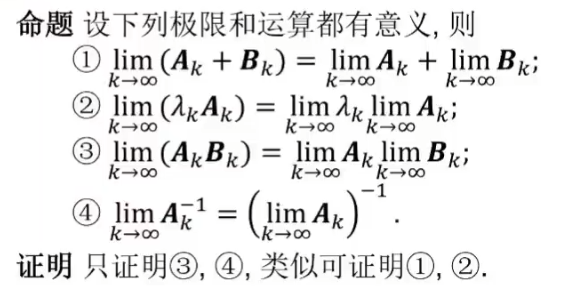 命题 设下列极限和运算都有意义, 则
① lim_{k→∞}(A_k + B_k) = lim_{k→∞} A_k + lim_{k→∞} B_k;
② lim_{k→∞}(λ_k A_k) = lim_{k→∞} λ_k lim_{k→∞} A_k;
③ lim_{k→∞}(A_k B_k) = lim_{k→∞} A_k lim_{k→∞} B_k;
④ lim_{k→∞} A_k^{-1} = (lim_{k→∞} A_k)^{-1}.
证明 只证明③, ④, 类似可证明①, ②.